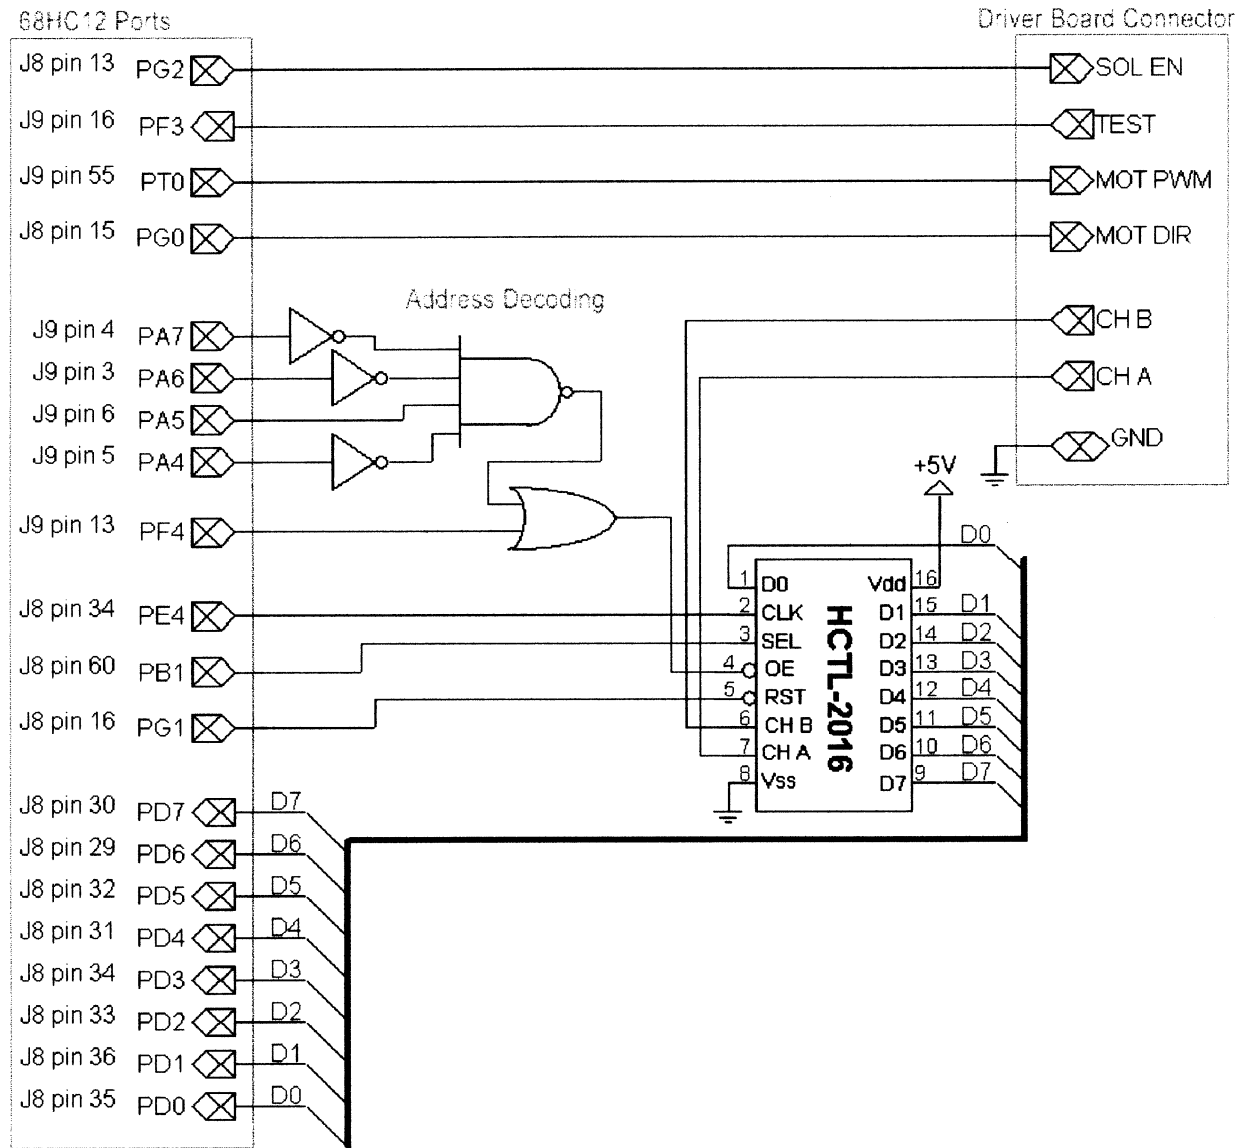 68HC12 Ports
Driver Board Connector
J8 pin 13 PG2
SOL EN
J9 pin 16 PF3
TEST
J9 pin 55 PT0
MOT PWM
J8 pin 15 PG0
MOT DIR
Address Decoding
J9 pin 4 PA7
CH B
J9 pin 3 PA6
CH A
J9 pin 6 PA5
J9 pin 5 PA4
GND
+5V
J9 pin 13 PF4
D0
1 D0 Vdd 16
J8 pin 34 PE4
2 CLK D1 15 D1
3 SEL D2 14 D2
J8 pin 60 PB1
4 OE D3 13 D3
5 RST D4 12 D4
J8 pin 16 PG1
6 CH B D5 11 D5
7 CH A D6 10 D6
8 Vss D7 9 D7
HCTL-2016
J8 pin 30 PD7 D7
J8 pin 29 PD6 D6
J8 pin 32 PD5 D5
J8 pin 31 PD4 D4
J8 pin 34 PD3 D3
J8 pin 33 PD2 D2
J8 pin 36 PD1 D1
J8 pin 35 PD0 D0